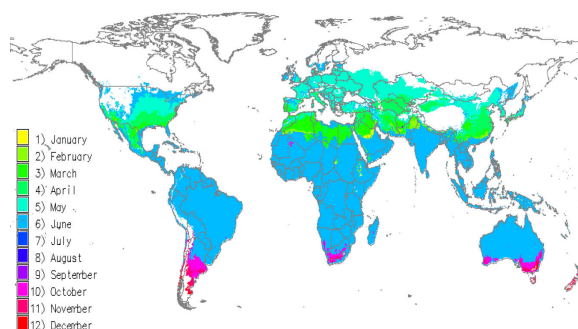 1) January
2) February
3) March
4) April
5) May
6) June
7) July
8) August
9) September
10) October
11) November
12) December